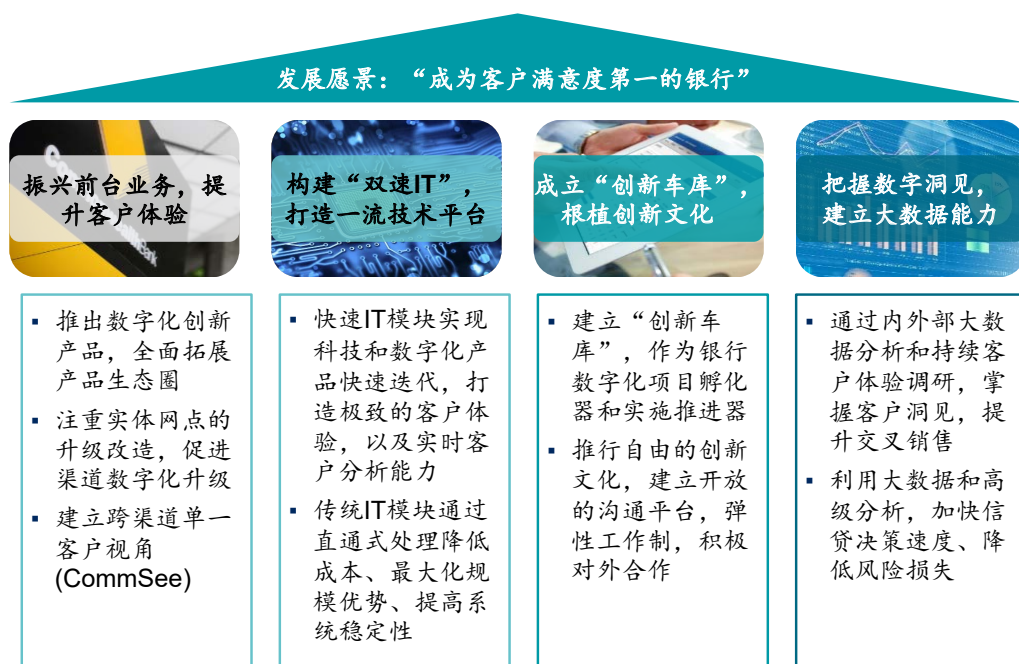 发展愿景：“成为客户满意度第一的银行”
振兴前台业务，提
升客户体验
构建“双速IT”，
打造一流技术平台
成立“创新车库”，
根植创新文化
把握数字洞见，
建立大数据能力
▪ 推出数字化创新
产品，全面拓展
产品生态圈
▪ 注重实体网点的
升级改造，促进
渠道数字化升级
▪ 建立跨渠道单一
客户视角
(CommSee)
▪ 快速IT模块实现
科技和数字化产
品快速迭代，打
造极致的客户体
验，以及实时客
户分析能力
▪ 传统IT模块通过
直通式处理降低
成本、最大化规
模优势、提高系
统稳定性
▪ 建立“创新车
库”，作为银行
数字化项目孵化
器和实施推进器
▪ 推行自由的创新
文化，建立开放
的沟通平台，弹
性工作制，积极
对外合作
▪ 通过内外部大数
据分析和持续客
户体验调研，掌
握客户洞见，提
升交叉销售
▪ 利用大数据和高
级分析，加快信
贷决策速度、降
低风险损失